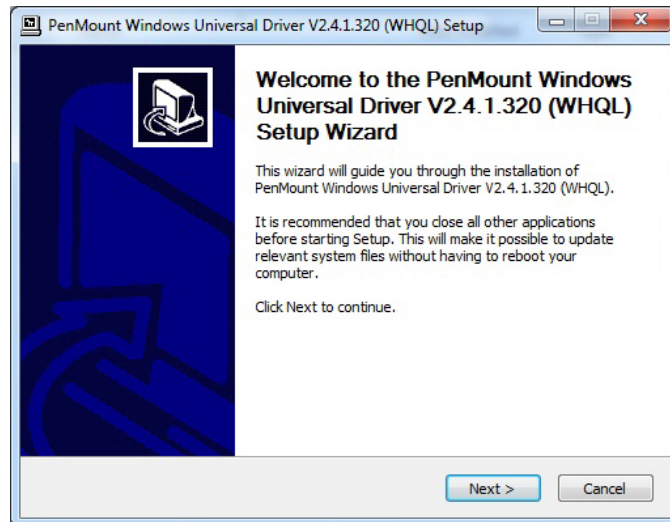 PenMount Windows Universal Driver V2.4.1.320 (WHQL) Setup
Welcome to the PenMount Windows
Universal Driver V2.4.1.320 (WHQL)
Setup Wizard
This wizard will guide you through the installation of
PenMount Windows Universal Driver V2.4.1.320 (WHQL).
It is recommended that you close all other applications
before starting Setup. This will make it possible to update
relevant system files without having to reboot your
computer.
Click Next to continue.
Next > Cancel